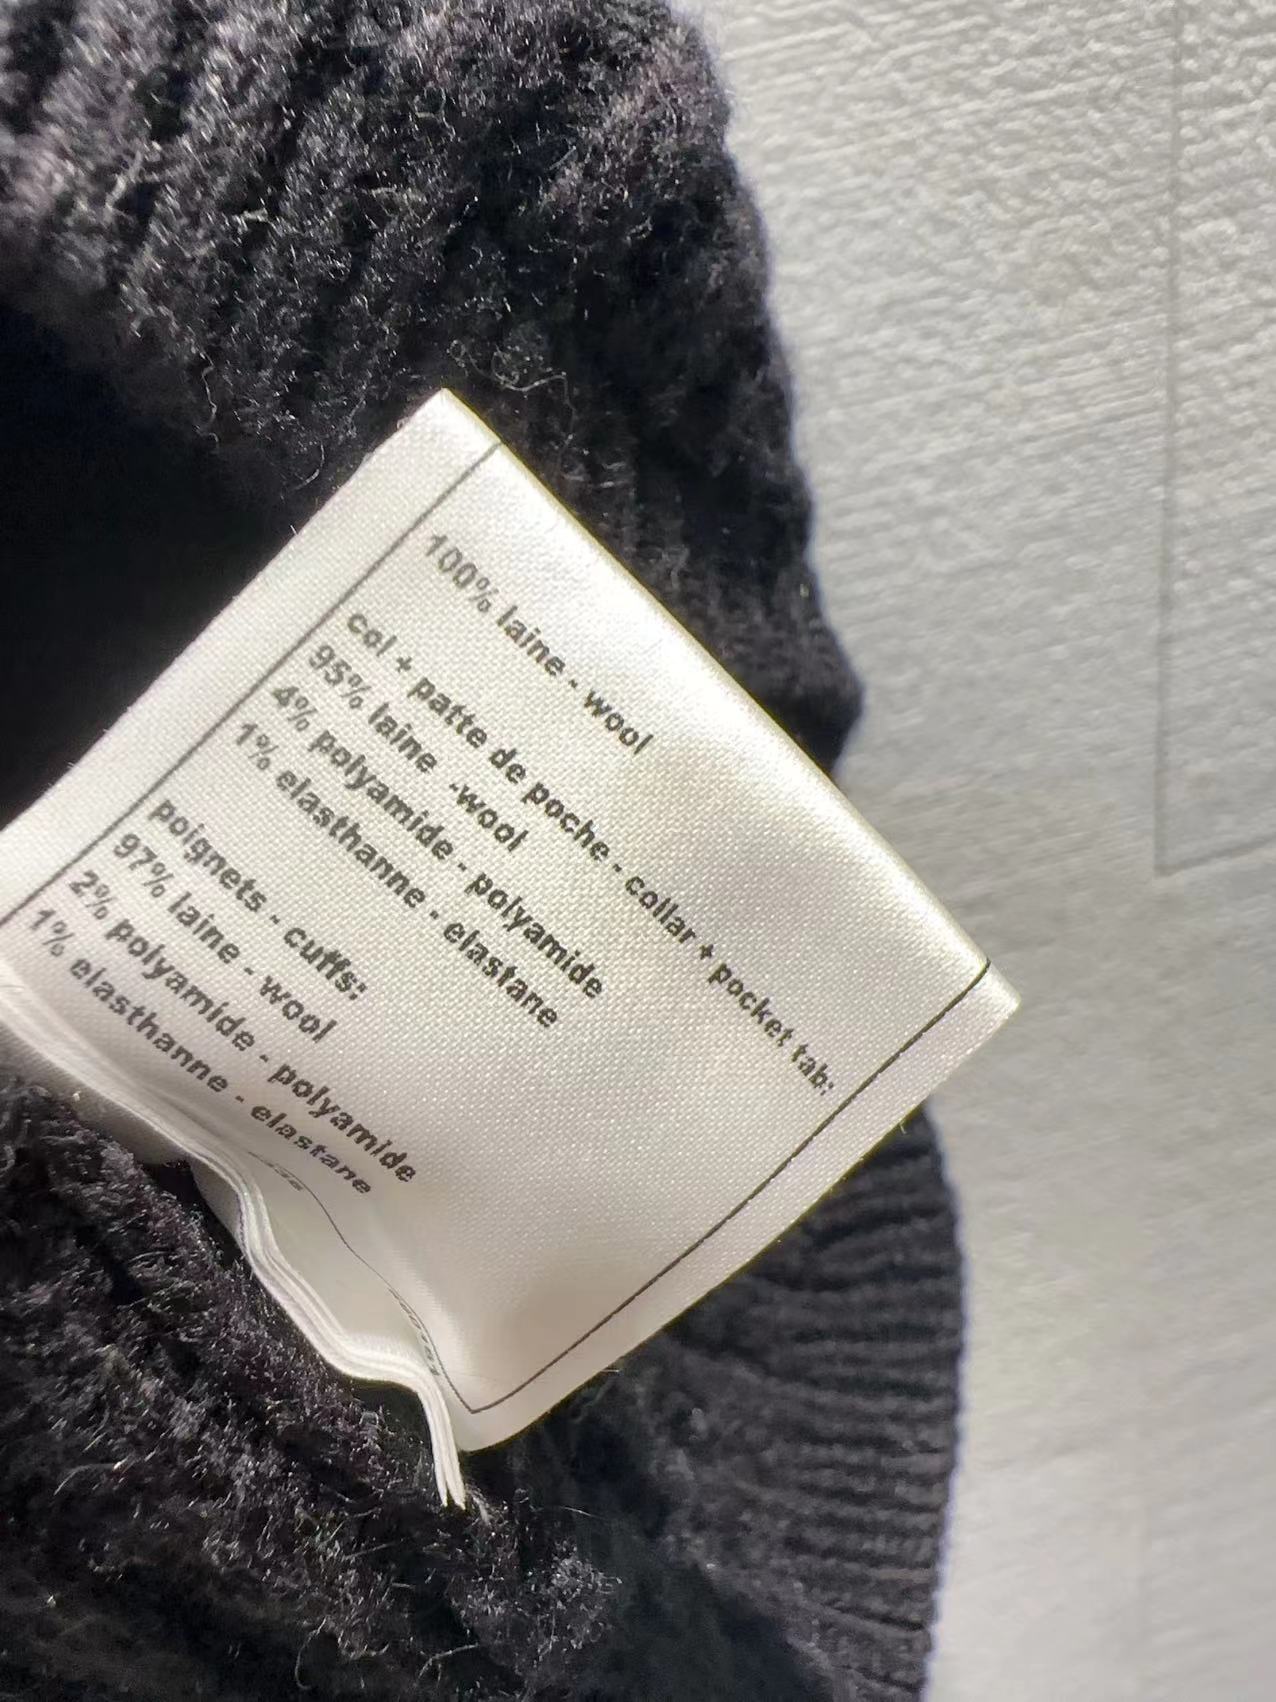 100% laine - wool
col + patte de poche - collar + pocket tab:
95% laine -wool
4% polyamide - polyamide
1% elasthanne - elastane
poignets - cuffs:
97% laine - wool
2% polyamide - polyamide
1% elasthanne - elastane